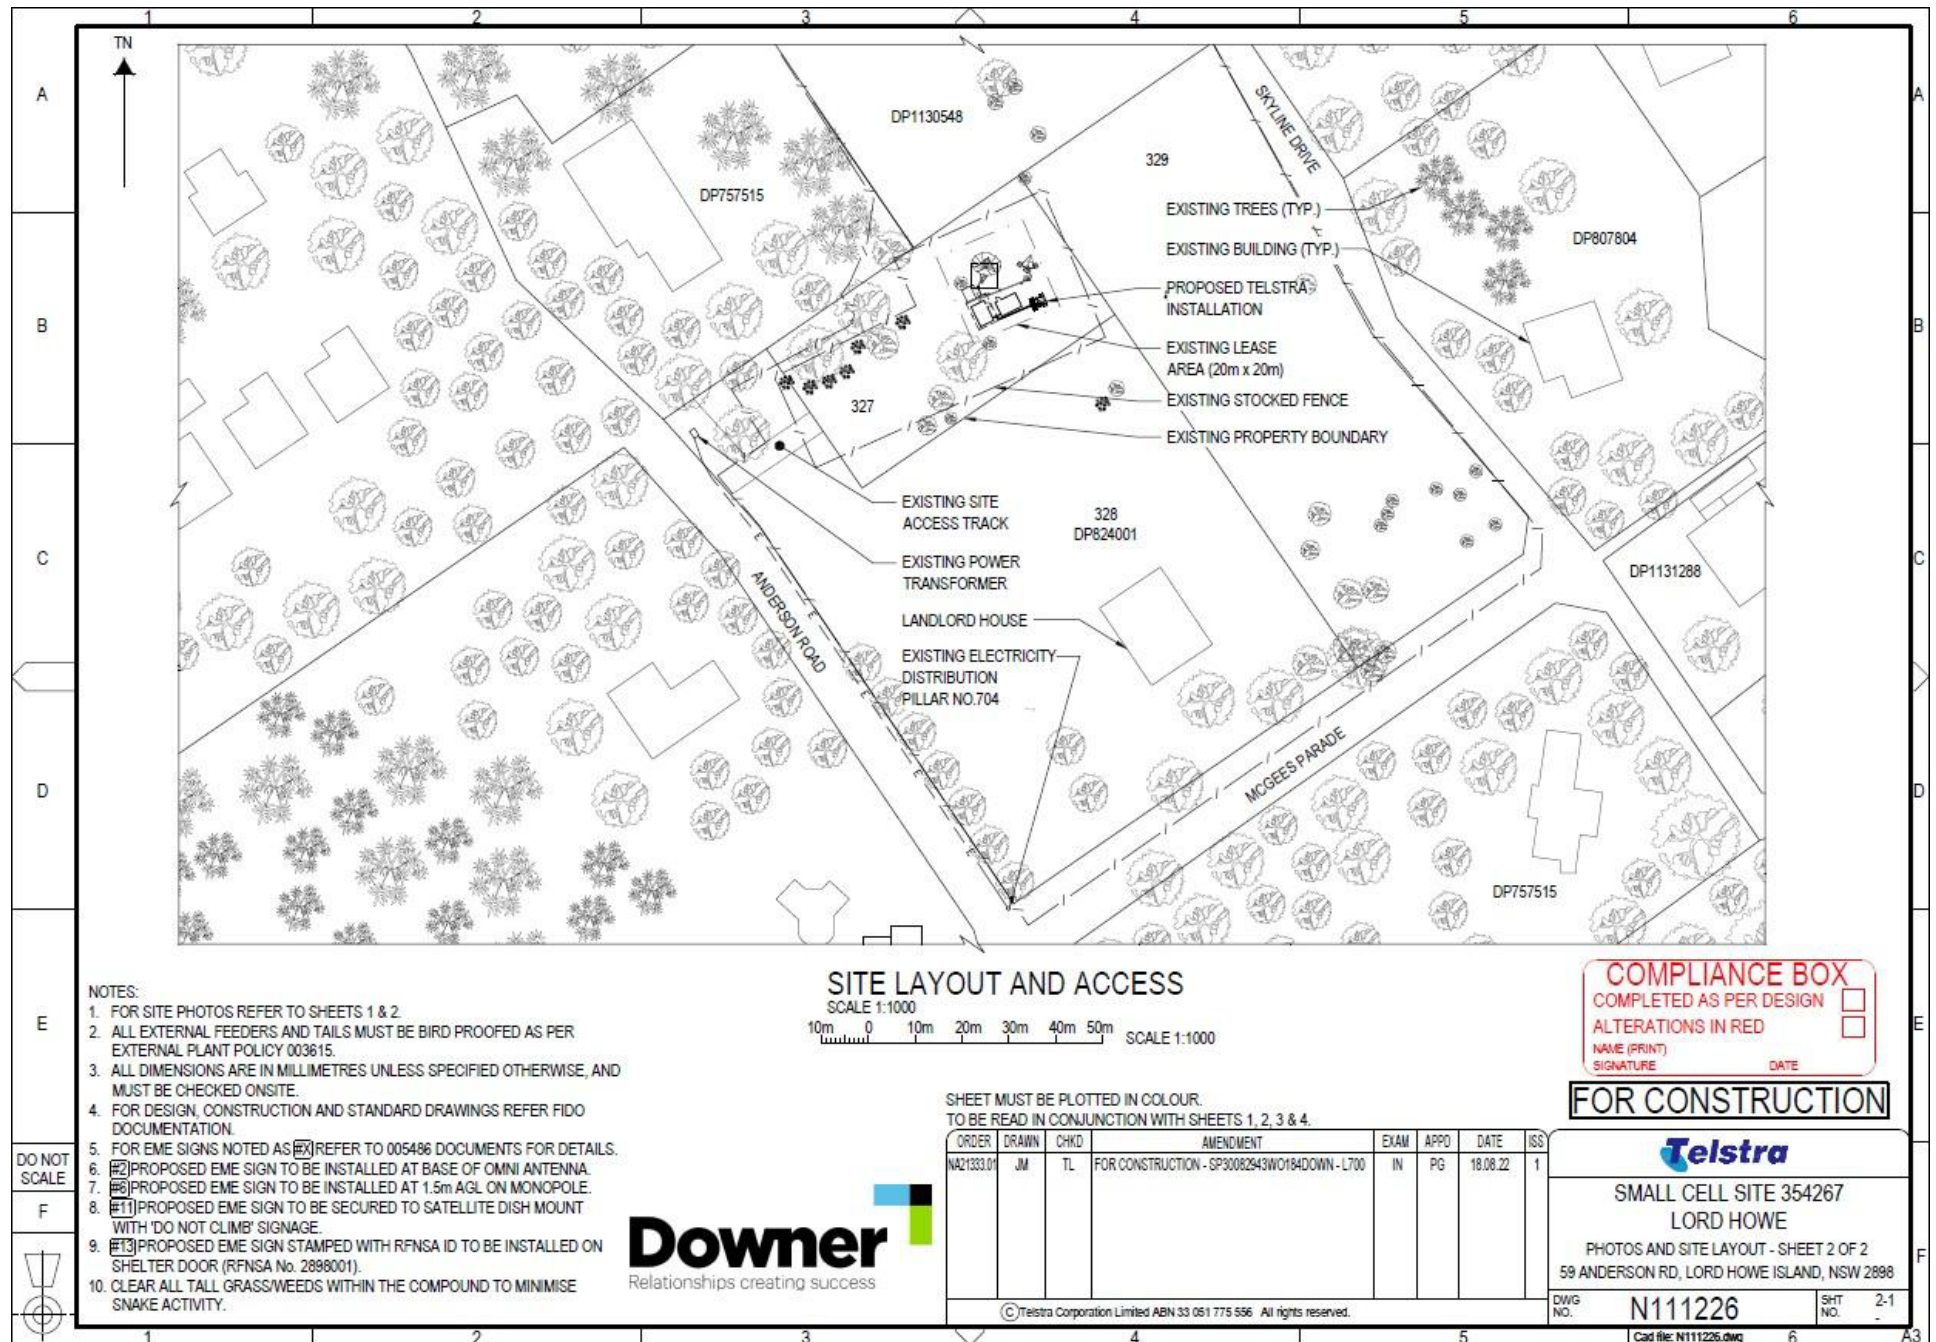 1 2 3 4 5 6
A
B
C
D
E
DO NOT
SCALE
F
TN
DP1130548
329
SKYLINE DRIVE
DP757515
DP807804
EXISTING TREES (TYP.)
EXISTING BUILDING (TYP.)
PROPOSED TELSTRA
INSTALLATION
EXISTING LEASE
AREA (20m x 20m)
EXISTING STOCKED FENCE
EXISTING PROPERTY BOUNDARY
327
EXISTING SITE
ACCESS TRACK
328
DP824001
EXISTING POWER
TRANSFORMER
DP1131288
ANDERSON ROAD
LANDLORD HOUSE
EXISTING ELECTRICITY
DISTRIBUTION
PILLAR NO.704
MCGEES PARADE
DP757515
NOTES:
1. FOR SITE PHOTOS REFER TO SHEETS 1 & 2.
2. ALL EXTERNAL FEEDERS AND TAILS MUST BE BIRD PROOFED AS PER
EXTERNAL PLANT POLICY 003615.
3. ALL DIMENSIONS ARE IN MILLIMETRES UNLESS SPECIFIED OTHERWISE, AND
MUST BE CHECKED ONSITE.
4. FOR DESIGN, CONSTRUCTION AND STANDARD DRAWINGS REFER FIDO
DOCUMENTATION.
5. FOR EME SIGNS NOTED AS #X REFER TO 005486 DOCUMENTS FOR DETAILS.
6. #2 PROPOSED EME SIGN TO BE INSTALLED AT BASE OF OMNI ANTENNA.
7. #6 PROPOSED EME SIGN TO BE INSTALLED AT 1.5m AGL ON MONOPOLE.
8. #11 PROPOSED EME SIGN TO BE SECURED TO SATELLITE DISH MOUNT
WITH 'DO NOT CLIMB' SIGNAGE.
9. #13 PROPOSED EME SIGN STAMPED WITH RFNSA ID TO BE INSTALLED ON
SHELTER DOOR (RFNSA No. 2898001).
10. CLEAR ALL TALL GRASS/WEEDS WITHIN THE COMPOUND TO MINIMISE
SNAKE ACTIVITY.
SITE LAYOUT AND ACCESS
SCALE 1:1000
10m 0 10m 20m 30m 40m 50m SCALE 1:1000
Downer
Relationships creating success
SHEET MUST BE PLOTTED IN COLOUR.
TO BE READ IN CONJUNCTION WITH SHEETS 1, 2, 3 & 4.
ORDER DRAWN CHKD AMENDMENT EXAM APPD DATE ISS
NA21333.01 JM TL FOR CONSTRUCTION - SP30082943WO184DOWN - L700 IN PG 18.08.22 1
© Telstra Corporation Limited ABN 33 051 775 556 All rights reserved.
COMPLIANCE BOX
COMPLETED AS PER DESIGN
ALTERATIONS IN RED
NAME (PRINT)
SIGNATURE DATE
FOR CONSTRUCTION
Telstra
SMALL CELL SITE 354267
LORD HOWE
PHOTOS AND SITE LAYOUT - SHEET 2 OF 2
59 ANDERSON RD, LORD HOWE ISLAND, NSW 2898
DWG NO. N111226 SHT NO. 2-1
-
Cad file: N111226.dwg
A3
A
B
C
D
E
F
1 2 3 4 5 6